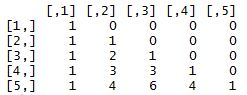 [,1] [,2] [,3] [,4] [,5]
[1,] 1 0 0 0 0
[2,] 1 1 0 0 0
[3,] 1 2 1 0 0
[4,] 1 3 3 1 0
[5,] 1 4 6 4 1